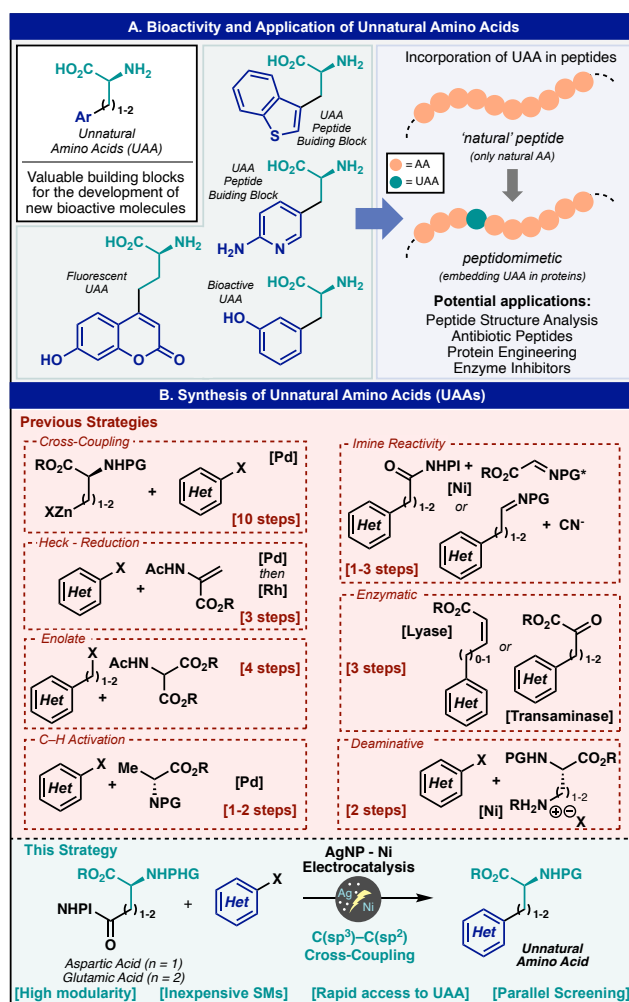 A. Bioactivity and Application of Unnatural Amino Acids
HO₂C NH₂
Ar
1-2
Unnatural
Amino Acids (UAA)
Valuable building blocks
for the development of
new bioactive molecules
HO₂C NH₂
S
UAA
Peptide
Buiding Block
UAA
Peptide
Buiding Block
HO₂C NH₂
H₂N N
HO₂C NH₂
Fluorescent
UAA
HO O O
Bioactive
UAA
HO₂C NH₂
HO
Incorporation of UAA in peptides
'natural' peptide
(only natural AA)
= AA
= UAA
peptidomimetic
(embedding UAA in proteins)
Potential applications:
Peptide Structure Analysis
Antibiotic Peptides
Protein Engineering
Enzyme Inhibitors
B. Synthesis of Unnatural Amino Acids (UAAs)
Previous Strategies
Cross-Coupling
RO₂C NHPG
XZn 1-2
+
Het X
[Pd]
[10 steps]
Heck - Reduction
Het X
+
AcHN
CO₂R
[Pd]
then
[Rh]
[3 steps]
Enolate
X
1-2
Het
+
AcHN CO₂R
CO₂R
[4 steps]
C–H Activation
Het X
+
Me CO₂R
NPG
[Pd]
[1-2 steps]
Imine Reactivity
O NHPI
1-2
Het
+
RO₂C NPG*
[Ni]
or
NPG
1-2
Het
+ CN⁻
[1-3 steps]
Enzymatic
RO₂C
[Lyase]
0-1
Het
or
RO₂C O
1-2
Het
[3 steps]
[Transaminase]
Deaminative
Het X
+
PGHN CO₂R
1-2
RH₂N
⊕ ⊖
X
[Ni]
[2 steps]
This Strategy
RO₂C NHPHG
NHPI 1-2
O
Aspartic Acid (n = 1)
Glutamic Acid (n = 2)
+
Het X
AgNP - Ni
Electrocatalysis
Ag
Ni
C(sp³)–C(sp²)
Cross-Coupling
RO₂C NHPG
1-2
Het
Unnatural
Amino Acid
[High modularity] [Inexpensive SMs] [Rapid access to UAA] [Parallel Screening]